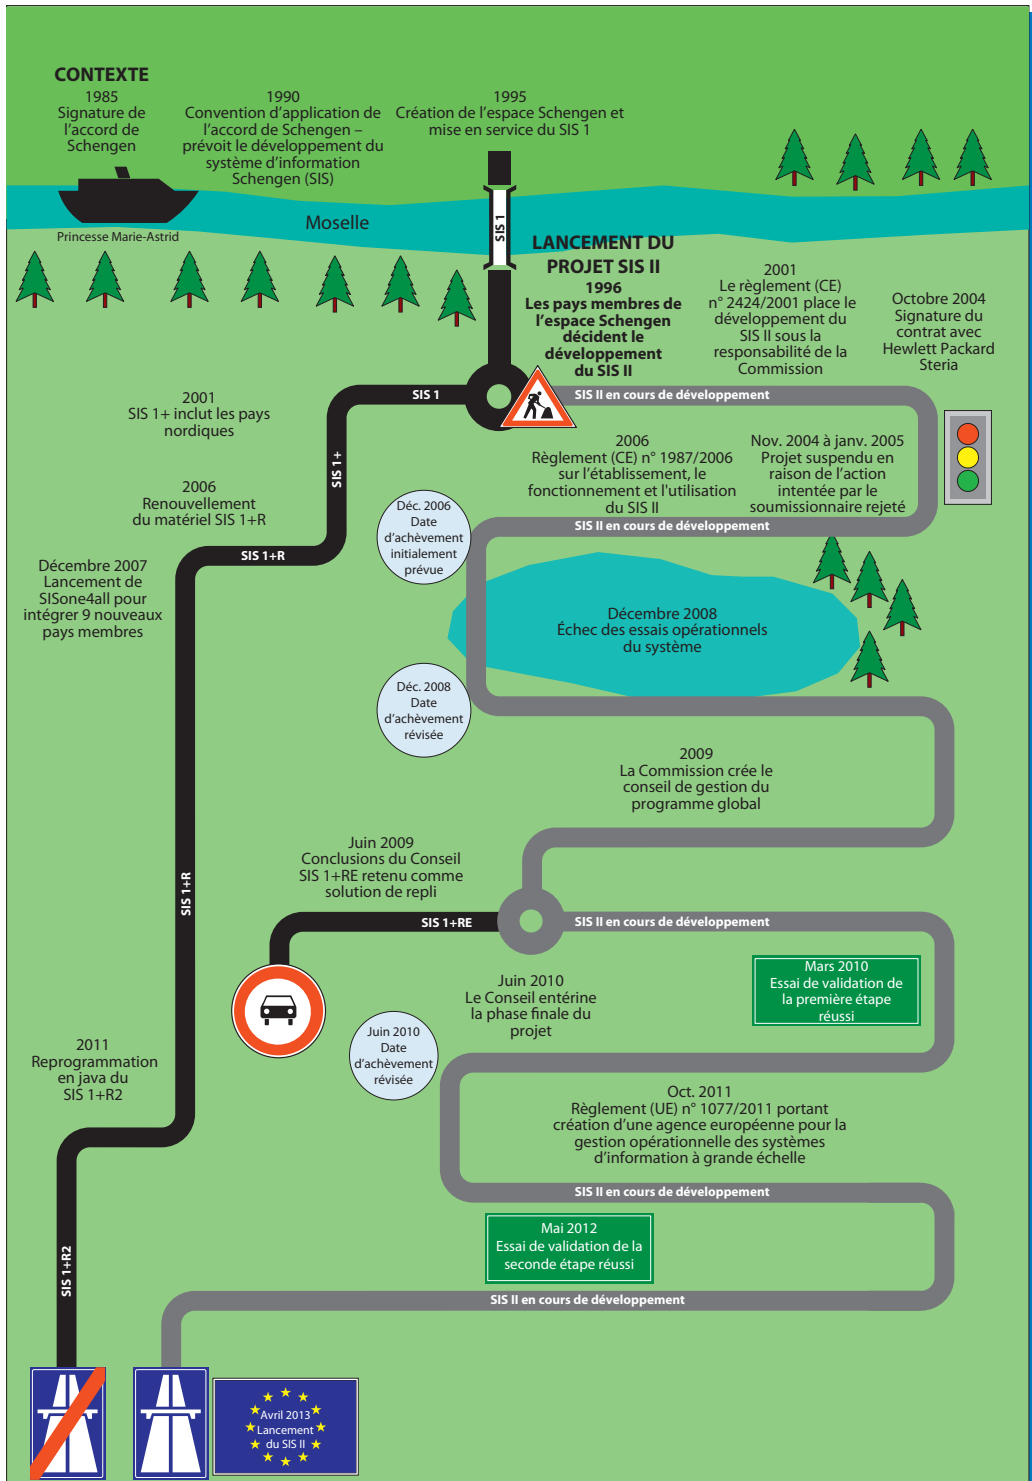 CONTEXTE
1985
Signature de
l'accord de
Schengen
1990
Convention d'application de
l'accord de Schengen –
prévoit le développement du
système d'information
Schengen (SIS)
1995
Création de l'espace Schengen et
mise en service du SIS 1
Princesse Marie-Astrid
Moselle
SIS 1
LANCEMENT DU
PROJET SIS II
1996
Les pays membres de
l'espace Schengen
décident le
développement
du SIS II
2001
Le règlement (CE)
n° 2424/2001 place le
développement du
SIS II sous la
responsabilité de la
Commission
Octobre 2004
Signature du
contrat avec
Hewlett Packard
Steria
SIS 1
SIS II en cours de développement
2001
SIS 1+ inclut les pays
nordiques
SIS 1+
2006
Règlement (CE) n° 1987/2006
sur l'établissement, le
fonctionnement et l'utilisation
du SIS II
Nov. 2004 à janv. 2005
Projet suspendu en
raison de l'action
intentée par le
soumissionnaire rejeté
2006
Renouvellement
du matériel SIS 1+R
Déc. 2006
Date
d'achèvement
initialement
prévue
SIS II en cours de développement
SIS 1+R
Décembre 2007
Lancement de
SISone4all pour
intégrer 9 nouveaux
pays membres
Décembre 2008
Échec des essais opérationnels
du système
Déc. 2008
Date
d'achèvement
révisée
2009
La Commission crée le
conseil de gestion du
programme global
Juin 2009
Conclusions du Conseil
SIS 1+RE retenu comme
solution de repli
SIS 1+R
SIS 1+RE
SIS II en cours de développement
Mars 2010
Essai de validation de
la première étape
réussi
Juin 2010
Le Conseil entérine
la phase finale du
projet
Juin 2010
Date
d'achèvement
révisée
2011
Reprogrammation
en java du
SIS 1+R2
Oct. 2011
Règlement (UE) n° 1077/2011 portant
création d'une agence européenne pour la
gestion opérationnelle des systèmes
d'information à grande échelle
SIS II en cours de développement
Mai 2012
Essai de validation de la
seconde étape réussi
SIS 1+R2
SIS II en cours de développement
Avril 2013
Lancement
du SIS II